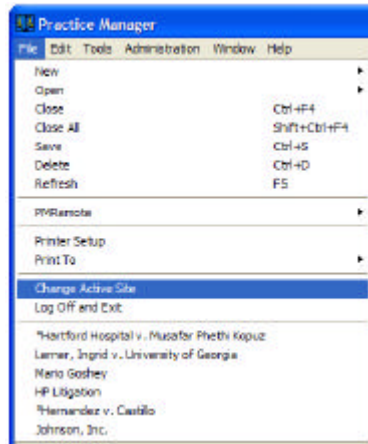 Practice Manager
File Edit Tools Administration Window Help
New
Open
Close Ctrl+F4
Close All Shift+Ctrl+F4
Save Ctrl+S
Delete Ctrl+D
Refresh F5
PMRemote
Printer Setup
Print To
Change Active Site
Log Off and Exit
*Hartford Hospital v. Musafar Phethi Kopuz
Lerner, Ingrid v. University of Georgia
Mario Goshey
HP Litigation
*Hernandez v. Castillo
Johnson, Inc.